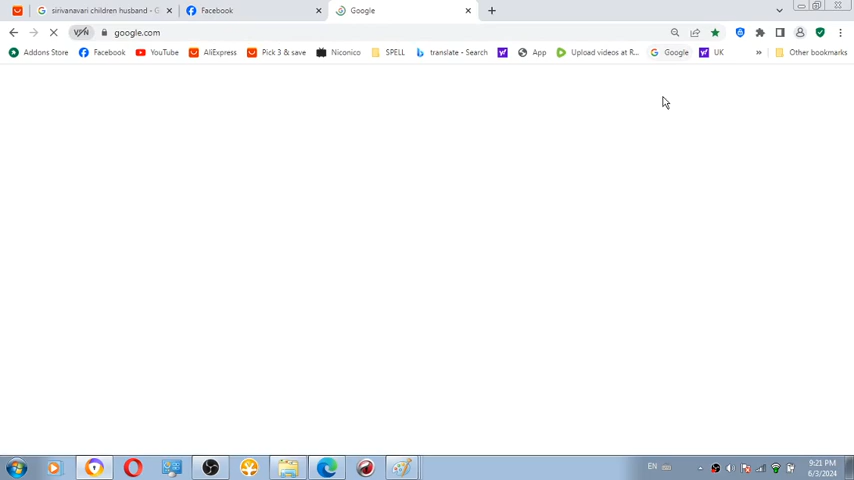 sirivanavari children husband - G
Facebook
Google
VPN
google.com
Addons Store
Facebook
YouTube
AliExpress
Pick 3 & save
Niconico
SPELL
translate - Search
App
Upload videos at R...
Google
UK
»
Other bookmarks
EN
9:21 PM
6/3/2024